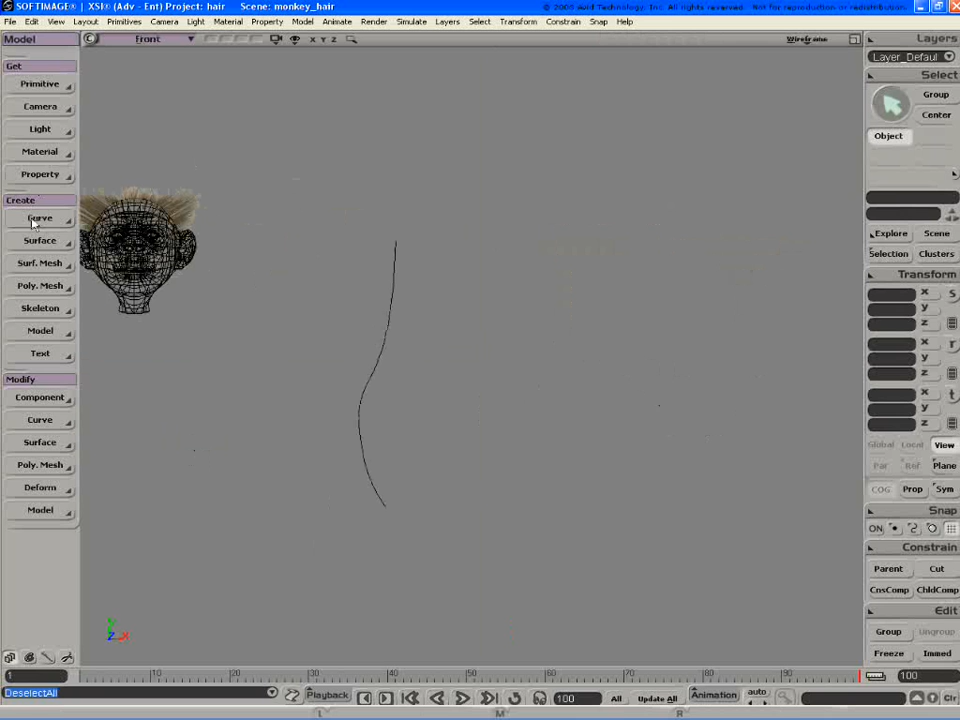 SOFTIMAGE® | XSI® (Adv - Ent) Project: hair Scene: monkey_hair
File Edit View Layout Primitives Camera Light Material Property Model Animate Render Simulate Layers Select Transform Constraint Snap Help
Model
C Front X Y Z Wireframe
Layers
Layer_Defaul
Get
Primitive
Camera
Light
Material
Property
Create
Curve
Surface
Surf. Mesh
Poly. Mesh
Skeleton
Model
Text
Modify
Component
Curve
Surface
Poly. Mesh
Deform
Model
Select
Group
Center
Object
Explore Scene
Selection Clusters
Transform
x s
y
z
x r
y
z
x t
y
z
Global Local View
Par Ref Plane
COG Prop Sym
Snap
ON
Constrain
Parent Cut
CnsComp ChldComp
Edit
Group Ungroup
Freeze Immed
Y
Z X
1 10 20 30 40 50 60 70 80 90 100
DeselectAll Playback 100 All Update All Animation auto Clr
L M R